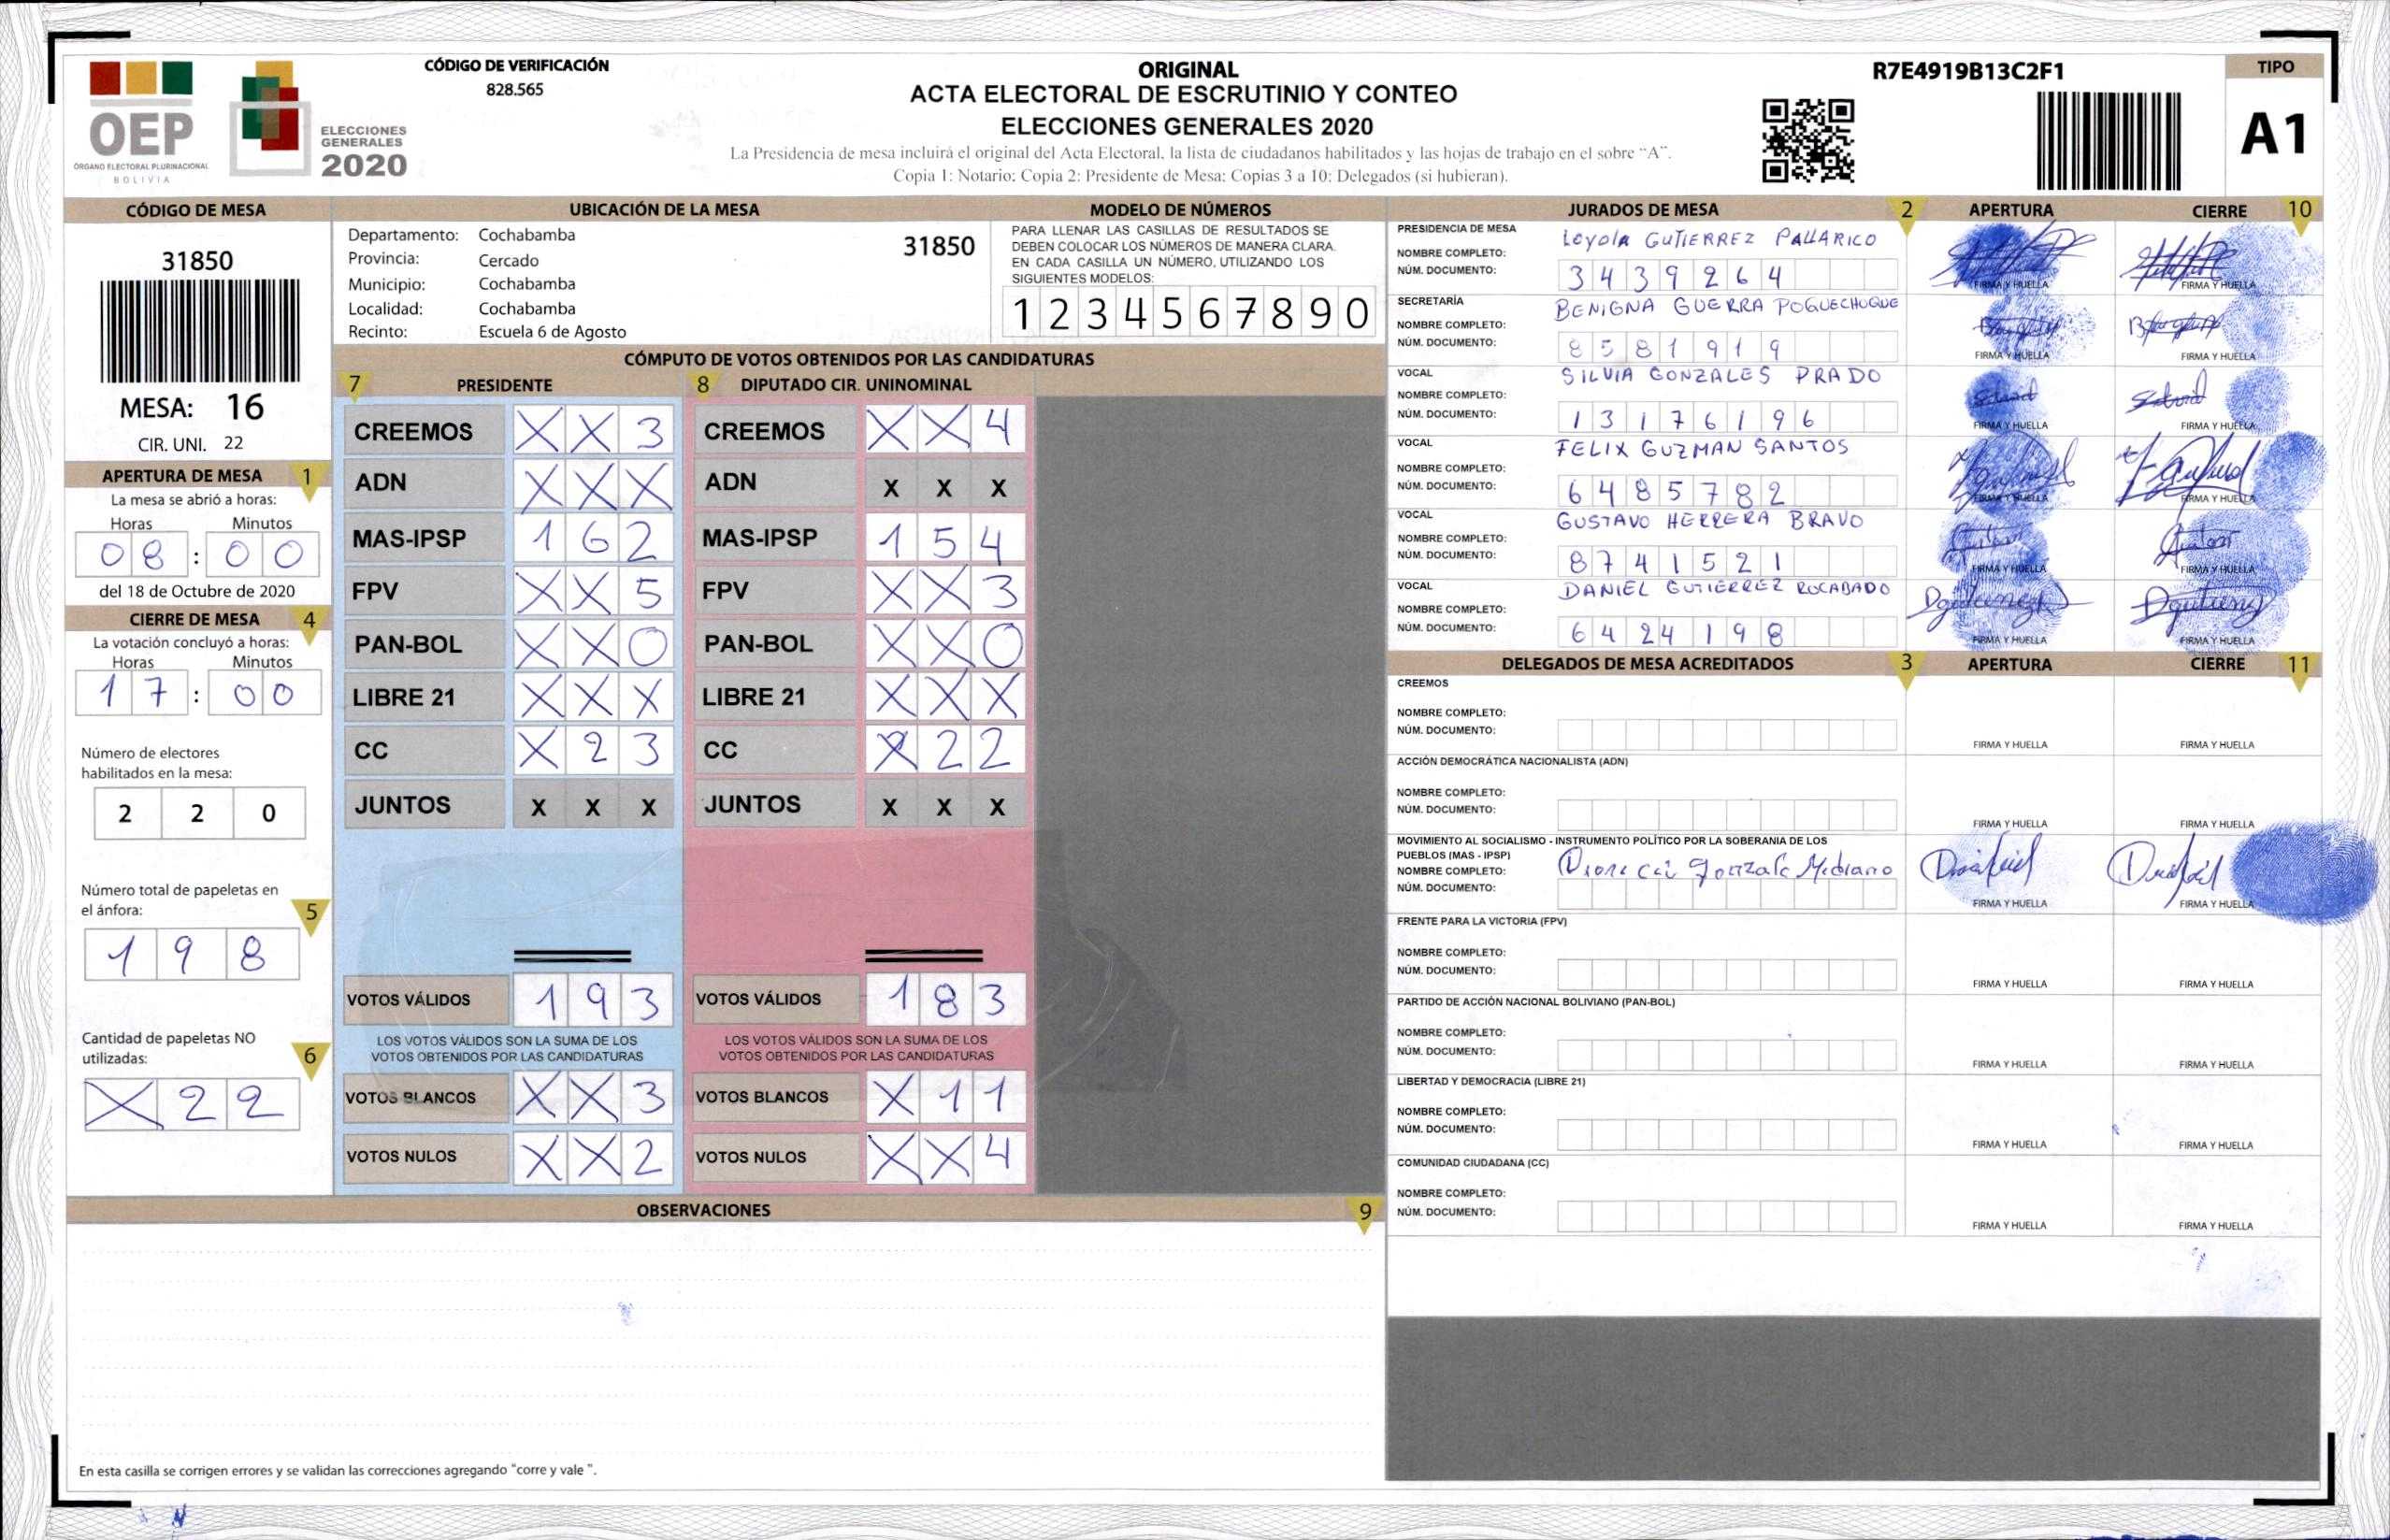 CÓDIGO DE VERIFICACIÓN
828.565
OEP
ÓRGANO ELECTORAL PLURINACIONAL
BOLIVIA
ELECCIONES
GENERALES
2020
ORIGINAL
ACTA ELECTORAL DE ESCRUTINIO Y CONTEO
ELECCIONES GENERALES 2020
La Presidencia de mesa incluirá el original del Acta Electoral, la lista de ciudadanos habilitados y las hojas de trabajo en el sobre "A".
Copia 1: Notario; Copia 2: Presidente de Mesa; Copias 3 a 10: Delegados (si hubieran).
R7E4919B13C2F1
TIPO
A1
CÓDIGO DE MESA
31850
MESA: 16
CIR. UNI. 22
APERTURA DE MESA 1
La mesa se abrió a horas:
Horas Minutos
08 : 00
del 18 de Octubre de 2020
CIERRE DE MESA 4
La votación concluyó a horas:
Horas Minutos
17 : 00
Número de electores
habilitados en la mesa:
2 2 0
Número total de papeletas en
el ánfora:
5
1 9 8
Cantidad de papeletas NO
utilizadas:
6
X 2 2
UBICACIÓN DE LA MESA
Departamento: Cochabamba
31850
Provincia: Cercado
Municipio: Cochabamba
Localidad: Cochabamba
Recinto: Escuela 6 de Agosto
MODELO DE NÚMEROS
PARA LLENAR LAS CASILLAS DE RESULTADOS SE
DEBEN COLOCAR LOS NÚMEROS DE MANERA CLARA.
EN CADA CASILLA UN NÚMERO, UTILIZANDO LOS
SIGUIENTES MODELOS:
1 2 3 4 5 6 7 8 9 0
CÓMPUTO DE VOTOS OBTENIDOS POR LAS CANDIDATURAS
7 PRESIDENTE 8 DIPUTADO CIR. UNINOMINAL
CREEMOS X X 3 CREEMOS X X 4
ADN X X X ADN X X X
MAS-IPSP 1 6 2 MAS-IPSP 1 5 4
FPV X X 5 FPV X X 3
PAN-BOL X X 0 PAN-BOL X X 0
LIBRE 21 X X X LIBRE 21 X X X
CC X 2 3 CC X 2 2
JUNTOS X X X JUNTOS X X X
VOTOS VÁLIDOS 1 9 3 VOTOS VÁLIDOS 1 8 3
LOS VOTOS VÁLIDOS SON LA SUMA DE LOS VOTOS OBTENIDOS POR LAS CANDIDATURAS
LOS VOTOS VÁLIDOS SON LA SUMA DE LOS VOTOS OBTENIDOS POR LAS CANDIDATURAS
VOTOS BLANCOS X X 3 VOTOS BLANCOS X 1 1
VOTOS NULOS X X 2 VOTOS NULOS X X 4
OBSERVACIONES 9
En esta casilla se corrigen errores y se validan las correcciones agregando "corre y vale ".
JURADOS DE MESA 2 APERTURA CIERRE 10
PRESIDENCIA DE MESA
NOMBRE COMPLETO: Loyola GUTIERREZ PALLARICO
NÚM. DOCUMENTO: 3439264
FIRMA Y HUELLA FIRMA Y HUELLA
SECRETARÍA
NOMBRE COMPLETO: BENIGNA GUERRA POGUECHUQUE
NÚM. DOCUMENTO: 8581919
FIRMA Y HUELLA FIRMA Y HUELLA
VOCAL
NOMBRE COMPLETO: SILVIA GONZALES PRADO
NÚM. DOCUMENTO: 13176196
FIRMA Y HUELLA FIRMA Y HUELLA
VOCAL
NOMBRE COMPLETO: FELIX GUZMAN SANTOS
NÚM. DOCUMENTO: 6485782
FIRMA Y HUELLA FIRMA Y HUELLA
VOCAL
NOMBRE COMPLETO: GUSTAVO HERRERA BRAVO
NÚM. DOCUMENTO: 8741521
FIRMA Y HUELLA FIRMA Y HUELLA
VOCAL
NOMBRE COMPLETO: DANIEL GUTIERREZ ROCABADO
NÚM. DOCUMENTO: 6424198
FIRMA Y HUELLA FIRMA Y HUELLA
DELEGADOS DE MESA ACREDITADOS 3 APERTURA CIERRE 11
CREEMOS
NOMBRE COMPLETO:
NÚM. DOCUMENTO:
FIRMA Y HUELLA FIRMA Y HUELLA
ACCIÓN DEMOCRÁTICA NACIONALISTA (ADN)
NOMBRE COMPLETO:
NÚM. DOCUMENTO:
FIRMA Y HUELLA FIRMA Y HUELLA
MOVIMIENTO AL SOCIALISMO - INSTRUMENTO POLÍTICO POR LA SOBERANIA DE LOS
PUEBLOS (MAS - IPSP)
NOMBRE COMPLETO:
NÚM. DOCUMENTO:
FIRMA Y HUELLA FIRMA Y HUELLA
FRENTE PARA LA VICTORIA (FPV)
NOMBRE COMPLETO:
NÚM. DOCUMENTO:
FIRMA Y HUELLA FIRMA Y HUELLA
PARTIDO DE ACCIÓN NACIONAL BOLIVIANO (PAN-BOL)
NOMBRE COMPLETO:
NÚM. DOCUMENTO:
FIRMA Y HUELLA FIRMA Y HUELLA
LIBERTAD Y DEMOCRACIA (LIBRE 21)
NOMBRE COMPLETO:
NÚM. DOCUMENTO:
FIRMA Y HUELLA FIRMA Y HUELLA
COMUNIDAD CIUDADANA (CC)
NOMBRE COMPLETO:
NÚM. DOCUMENTO:
FIRMA Y HUELLA FIRMA Y HUELLA